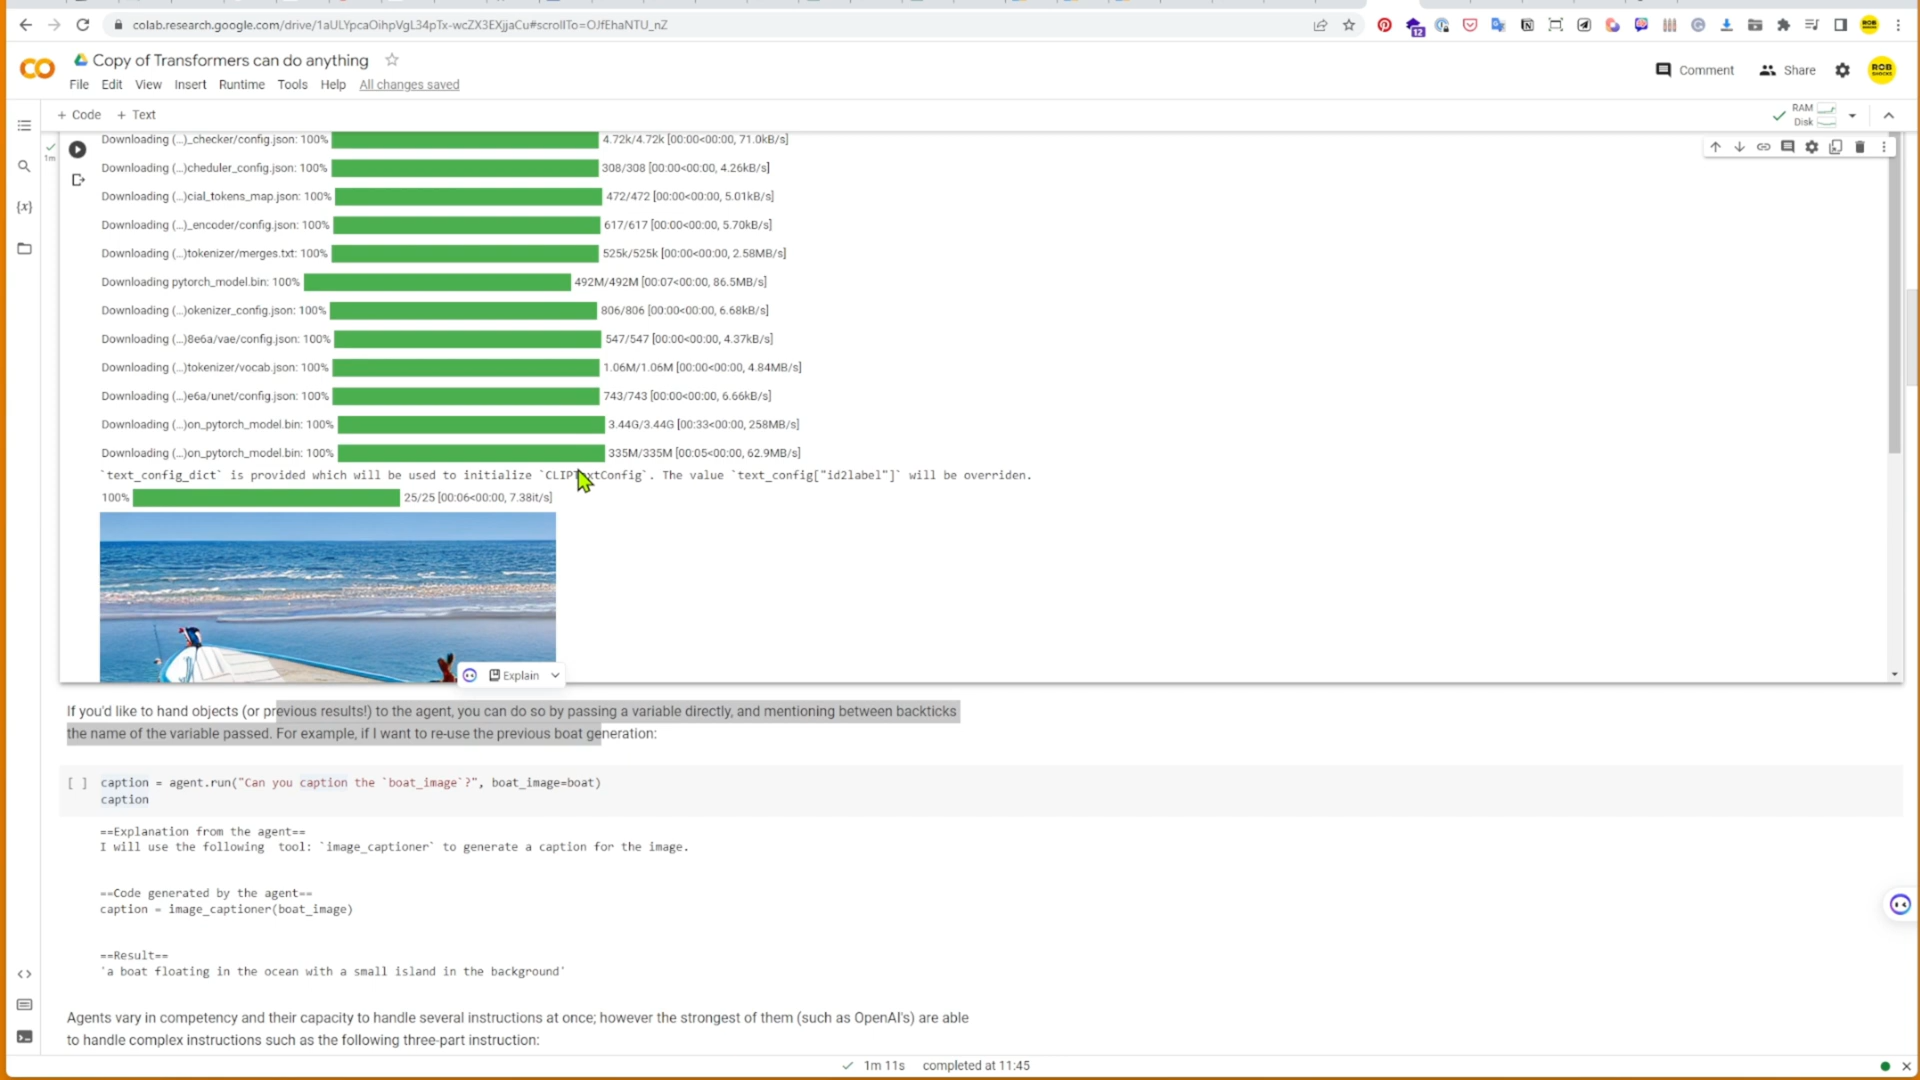 colab.research.google.com/drive/1aULYpcaOihpVgL34pTx-wcZX3EXjjaCu#scrollTo=OJfEhaNTU_nZ
12
Copy of Transformers can do anything
Comment
Share
ROB
File Edit View Insert Runtime Tools Help All changes saved
+ Code + Text
RAM
Disk
1m
Downloading (…)_checker/config.json: 100% 4.72k/4.72k [00:00<00:00, 71.0kB/s]
Downloading (…)cheduler_config.json: 100% 308/308 [00:00<00:00, 4.26kB/s]
Downloading (…)cial_tokens_map.json: 100% 472/472 [00:00<00:00, 5.01kB/s]
Downloading (…)_encoder/config.json: 100% 617/617 [00:00<00:00, 5.70kB/s]
Downloading (…)tokenizer/merges.txt: 100% 525k/525k [00:00<00:00, 2.58MB/s]
Downloading pytorch_model.bin: 100% 492M/492M [00:07<00:00, 86.5MB/s]
Downloading (…)okenizer_config.json: 100% 806/806 [00:00<00:00, 6.68kB/s]
Downloading (…)8e6a/vae/config.json: 100% 547/547 [00:00<00:00, 4.37kB/s]
Downloading (…)tokenizer/vocab.json: 100% 1.06M/1.06M [00:00<00:00, 4.84MB/s]
Downloading (…)e6a/unet/config.json: 100% 743/743 [00:00<00:00, 6.66kB/s]
Downloading (…)on_pytorch_model.bin: 100% 3.44G/3.44G [00:33<00:00, 258MB/s]
Downloading (…)on_pytorch_model.bin: 100% 335M/335M [00:05<00:00, 62.9MB/s]
`text_config_dict` is provided which will be used to initialize `CLIPTextConfig`. The value `text_config["id2label"]` will be overriden.
100% 25/25 [00:06<00:00, 7.38it/s]
Explain
If you'd like to hand objects (or previous results!) to the agent, you can do so by passing a variable directly, and mentioning between backticks
the name of the variable passed. For example, if I want to re-use the previous boat generation:
[ ] caption = agent.run("Can you caption the `boat_image`?", boat_image=boat)
caption
==Explanation from the agent==
I will use the following  tool: `image_captioner` to generate a caption for the image.
==Code generated by the agent==
caption = image_captioner(boat_image)
==Result==
'a boat floating in the ocean with a small island in the background'
Agents vary in competency and their capacity to handle several instructions at once; however the strongest of them (such as OpenAI's) are able
to handle complex instructions such as the following three-part instruction:
1m 11s completed at 11:45